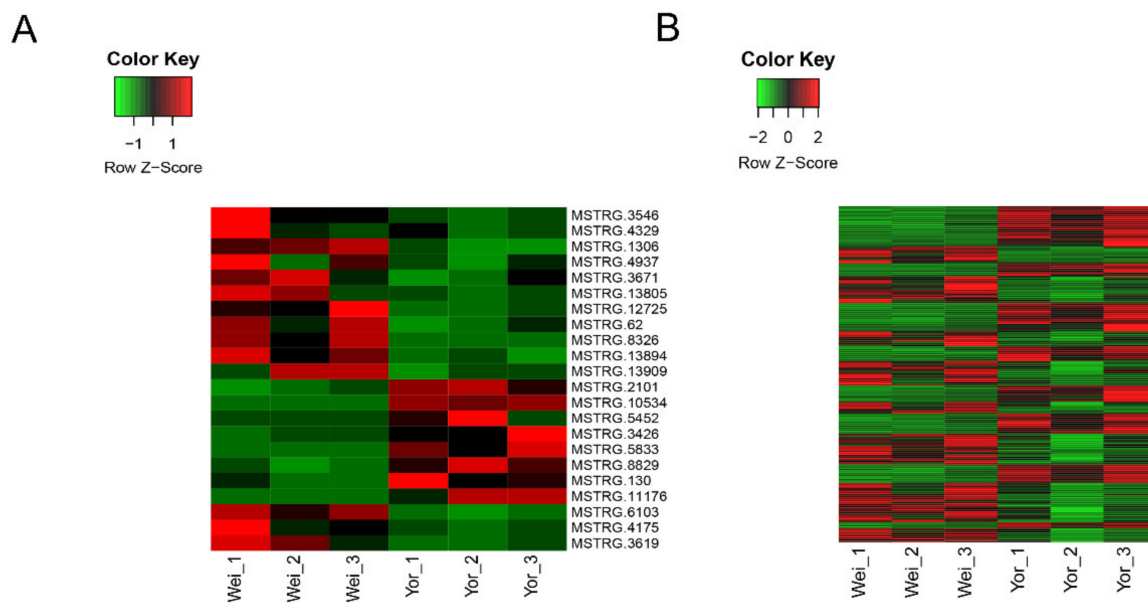 A
Color Key
−1 1
Row Z−Score
MSTRG.3546
MSTRG.4329
MSTRG.1306
MSTRG.4937
MSTRG.3671
MSTRG.13805
MSTRG.12725
MSTRG.62
MSTRG.8326
MSTRG.13894
MSTRG.13909
MSTRG.2101
MSTRG.10534
MSTRG.5452
MSTRG.3426
MSTRG.5833
MSTRG.8829
MSTRG.130
MSTRG.11176
MSTRG.6103
MSTRG.4175
MSTRG.3619
Wei_1 Wei_2 Wei_3 Yor_1 Yor_2 Yor_3
B
Color Key
−2 0 2
Row Z−Score
Wei_1 Wei_2 Wei_3 Yor_1 Yor_2 Yor_3